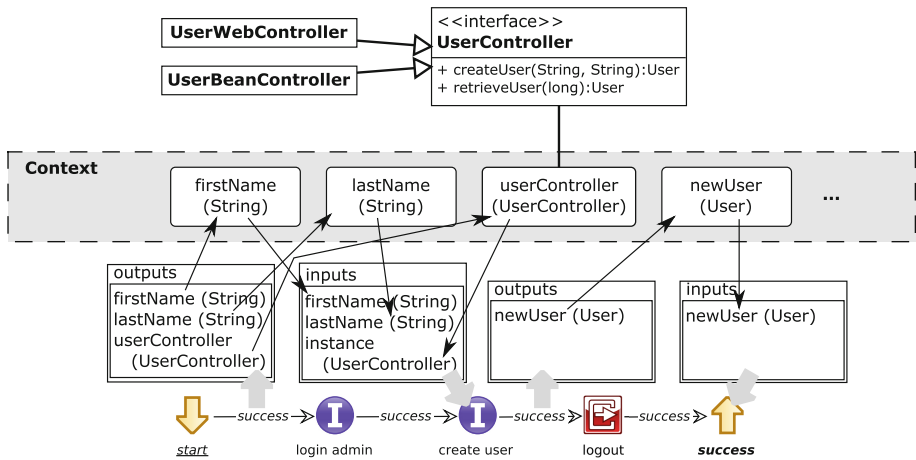 UserWebController
UserBeanController
<<interface>>
UserController
+ createUser(String, String):User
+ retrieveUser(long):User
Context
firstName
(String)
lastName
(String)
userController
(UserController)
newUser
(User)
...
outputs
firstName (String)
lastName (String)
userController
(UserController)
inputs
firstName (String)
lastName (String)
instance
(UserController)
outputs
newUser (User)
inputs
newUser (User)
success
success
success
success
start
login admin
create user
logout
success